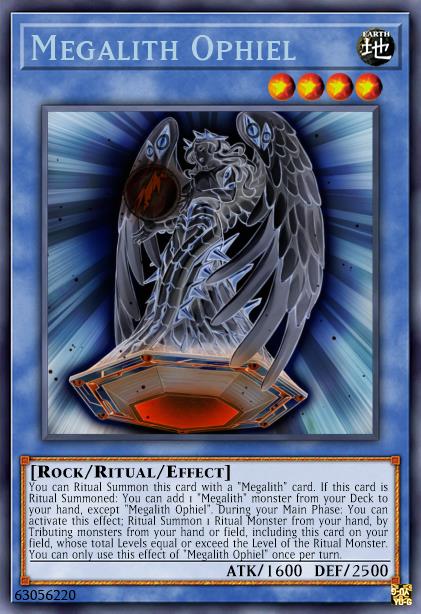 Megalith Ophiel
EARTH
地
[Rock/Ritual/Effect]
You can Ritual Summon this card with a "Megalith" card. If this card is
Ritual Summoned: You can add 1 "Megalith" monster from your Deck to
your hand, except "Megalith Ophiel". During your Main Phase: You can
activate this effect; Ritual Summon 1 Ritual Monster from your hand, by
Tributing monsters from your hand or field, including this card on your
field, whose total Levels equal or exceed the Level of the Ritual Monster.
You can only use this effect of "Megalith Ophiel" once per turn.
ATK/1600 DEF/2500
63056220